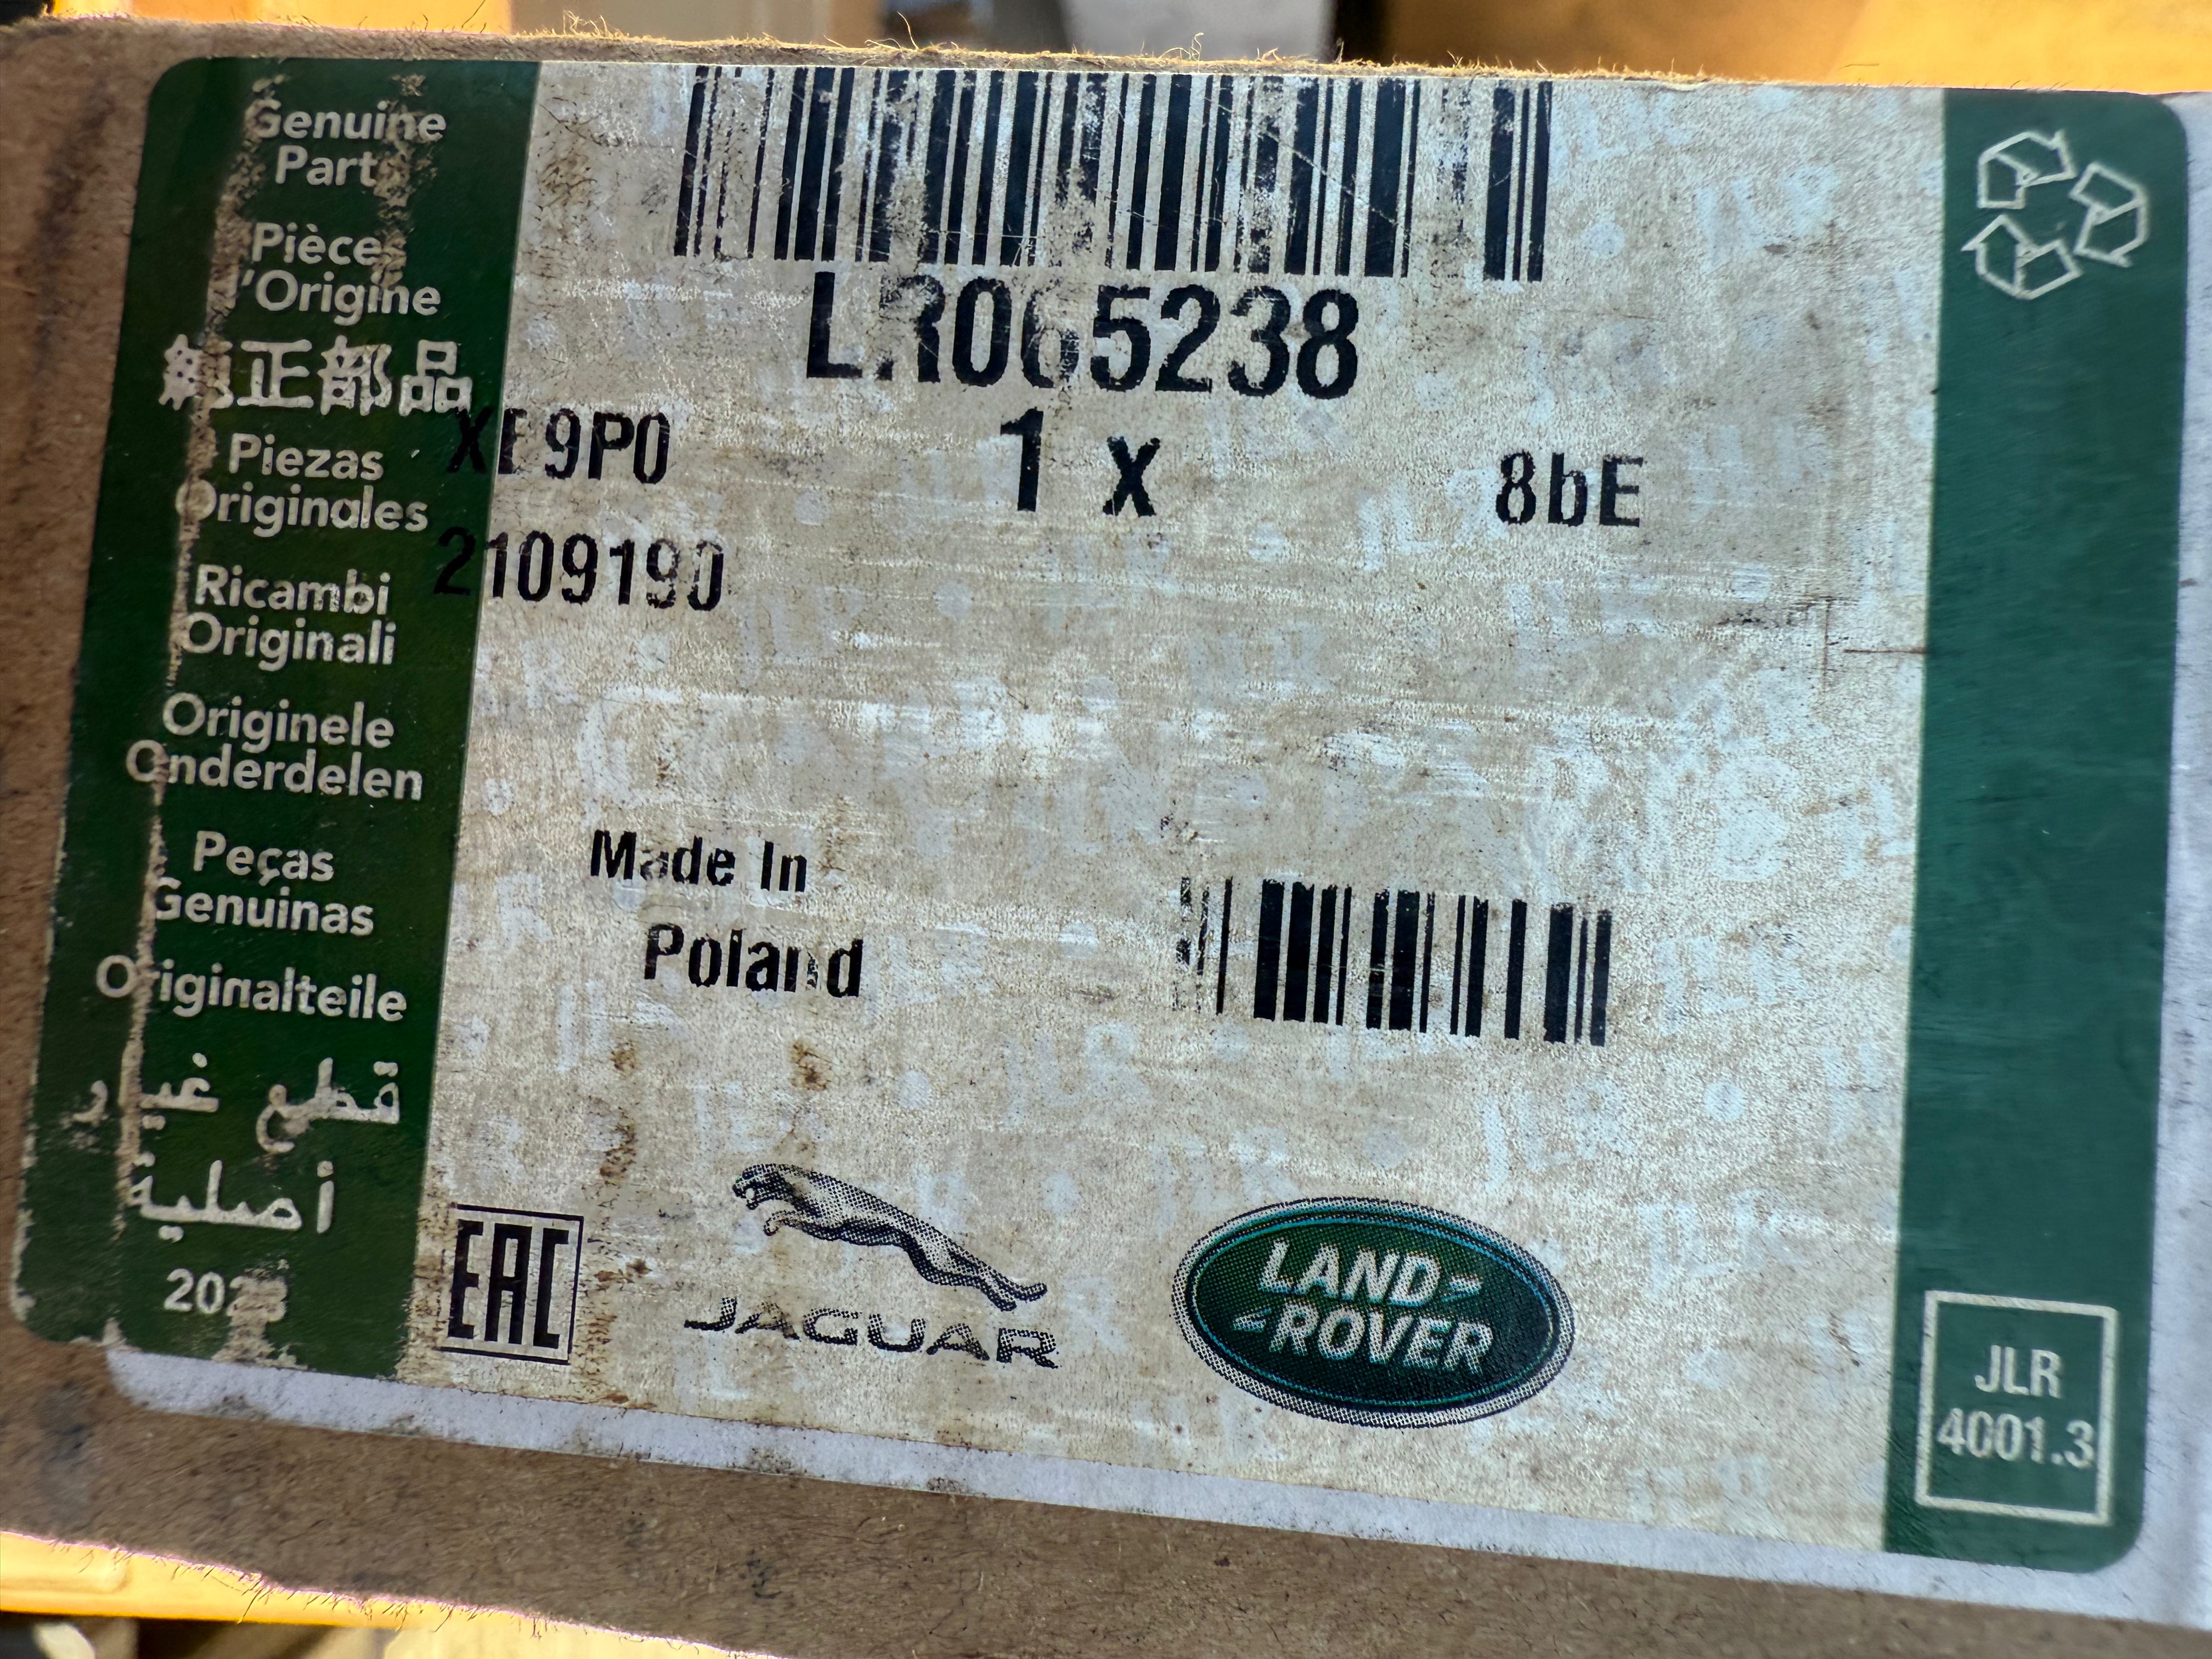 Genuine
Parts
Pièces
d'Origine
純正部品
Piezas
Originales
Ricambi
Originali
Originele
Onderdelen
Peças
Genuinas
Originalteile
قطع غيار
أصلية
LR065238
XE9P0
1 x
8bE
2109190
Made In
Poland
EAC
JAGUAR
LAND
ROVER
JLR
4001.3